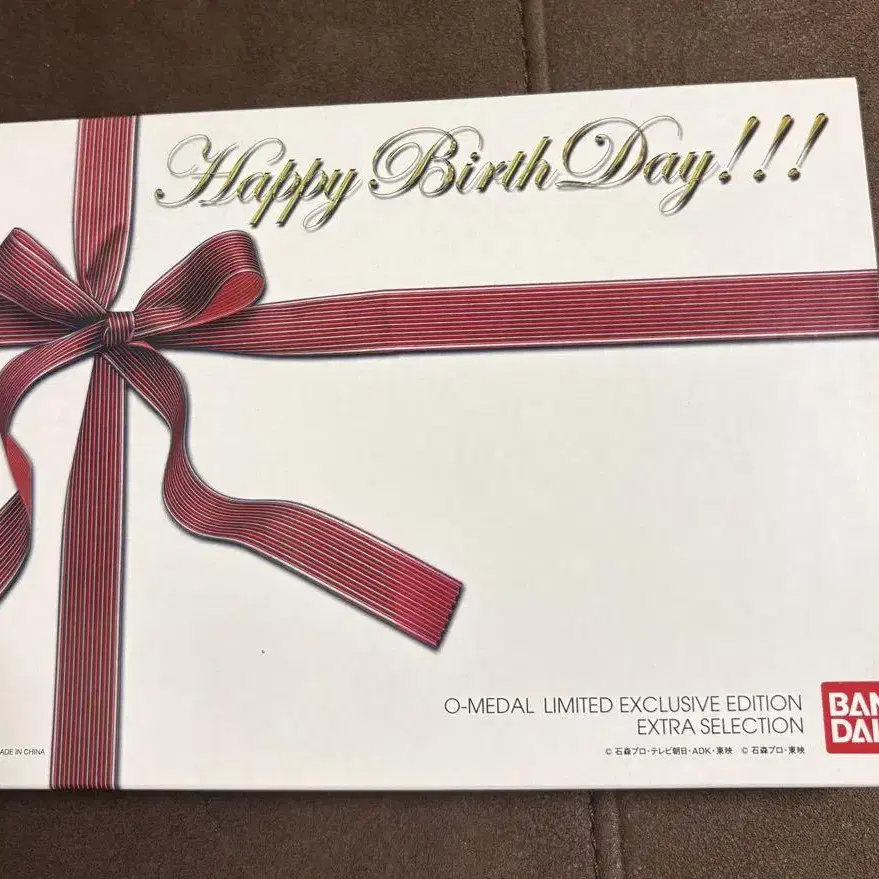 Happy BirthDay!!!
O-MEDAL LIMITED EXCLUSIVE EDITION
EXTRA SELECTION
BAN
DAI
© 石森プロ・テレビ朝日・ADK・東映 © 石森プロ・東映
ADE IN CHINA